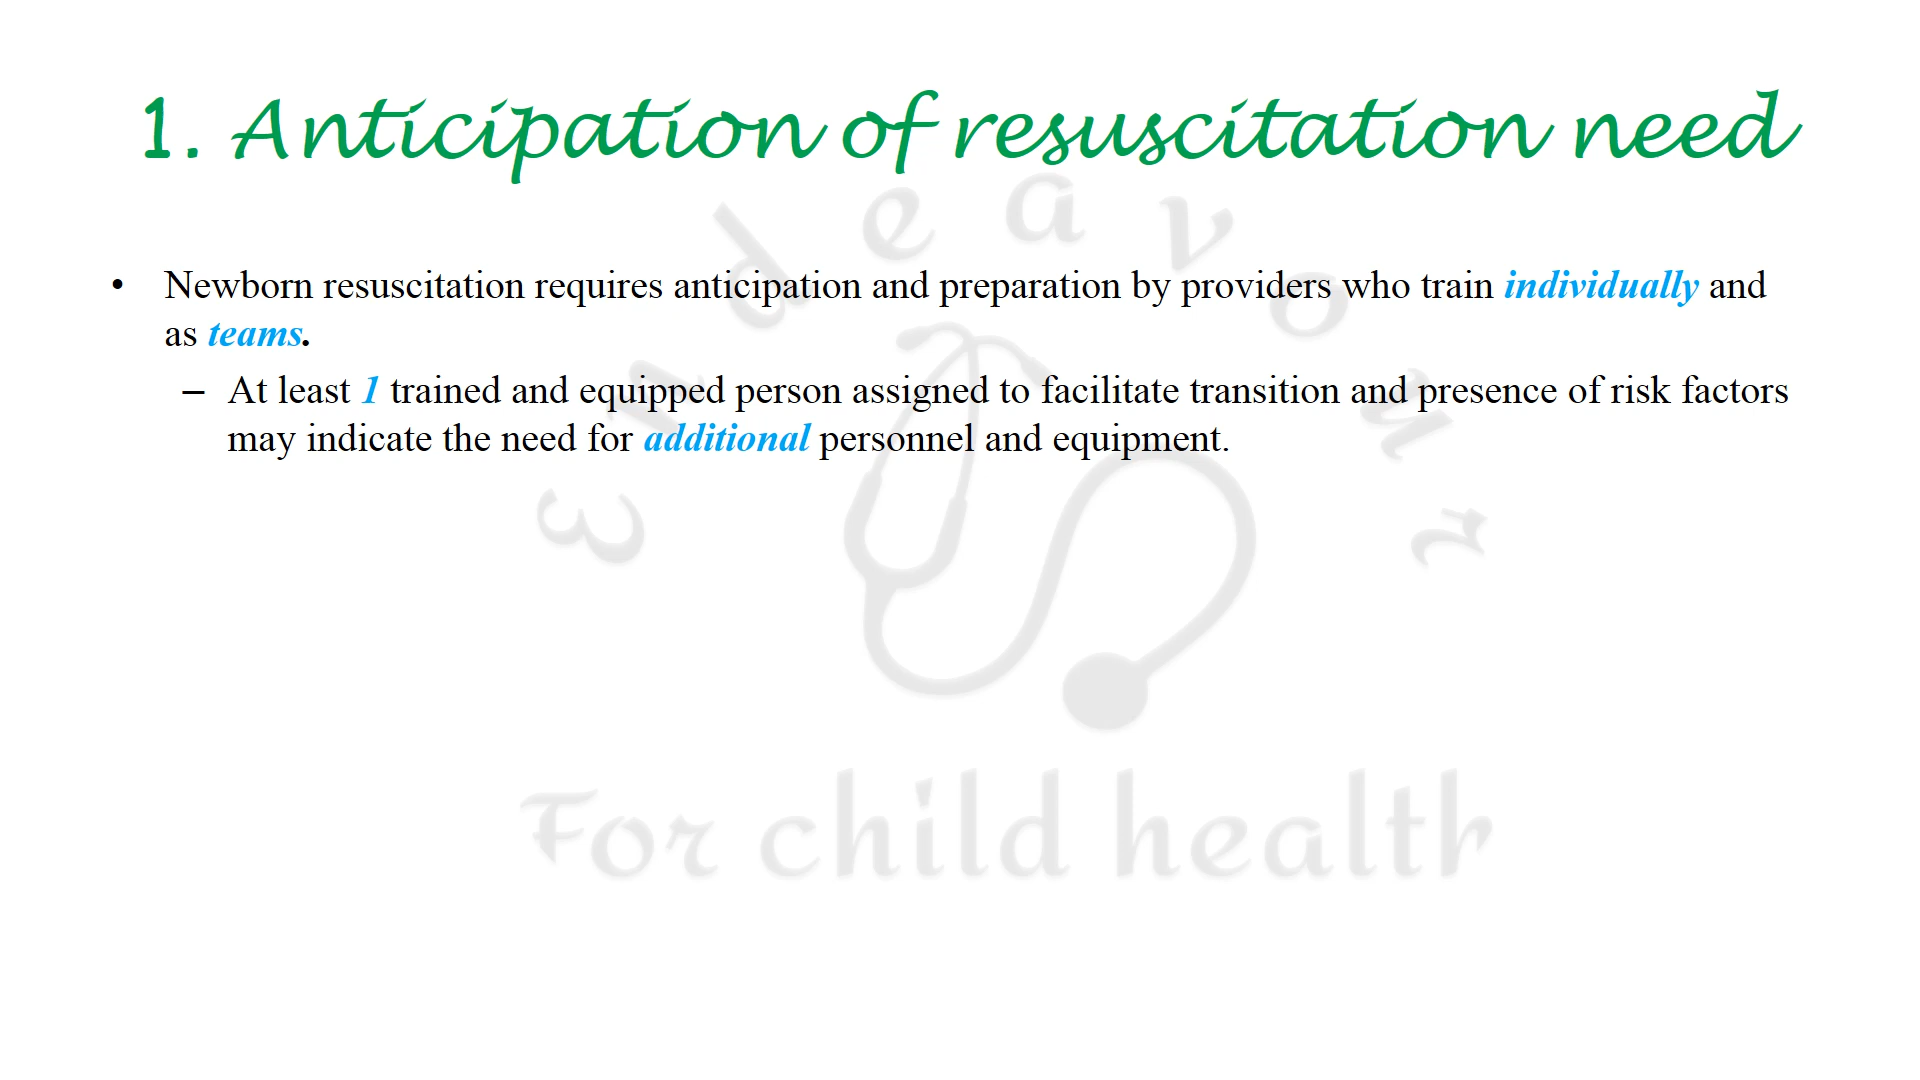 1. Anticipation of resuscitation need
• Newborn resuscitation requires anticipation and preparation by providers who train individually and
as teams.
– At least 1 trained and equipped person assigned to facilitate transition and presence of risk factors
may indicate the need for additional personnel and equipment.
Endeavour
For child health